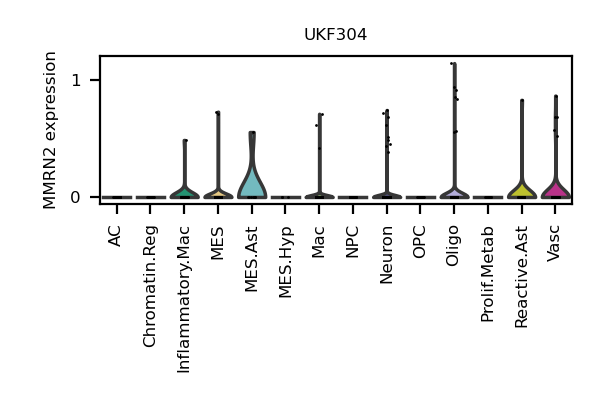 UKF304
MMRN2 expression
1
0
AC
Chromatin.Reg
Inflammatory.Mac
MES
MES.Ast
MES.Hyp
Mac
NPC
Neuron
OPC
Oligo
Prolif.Metab
Reactive.Ast
Vasc